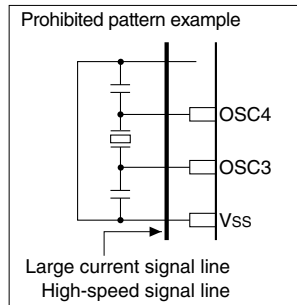 Prohibited pattern example
OSC4
OSC3
VSS
Large current signal line
High-speed signal line